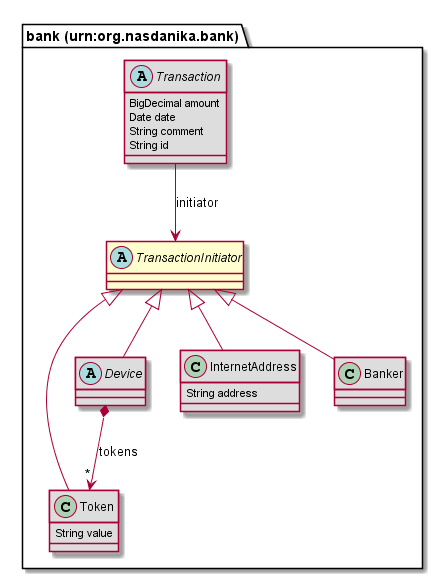 bank (urn:org.nasdanika.bank)
A Transaction
BigDecimal amount
Date date
String comment
String id
initiator
A TransactionInitiator
A Device
C InternetAddress
String address
C Banker
tokens
*
C Token
String value